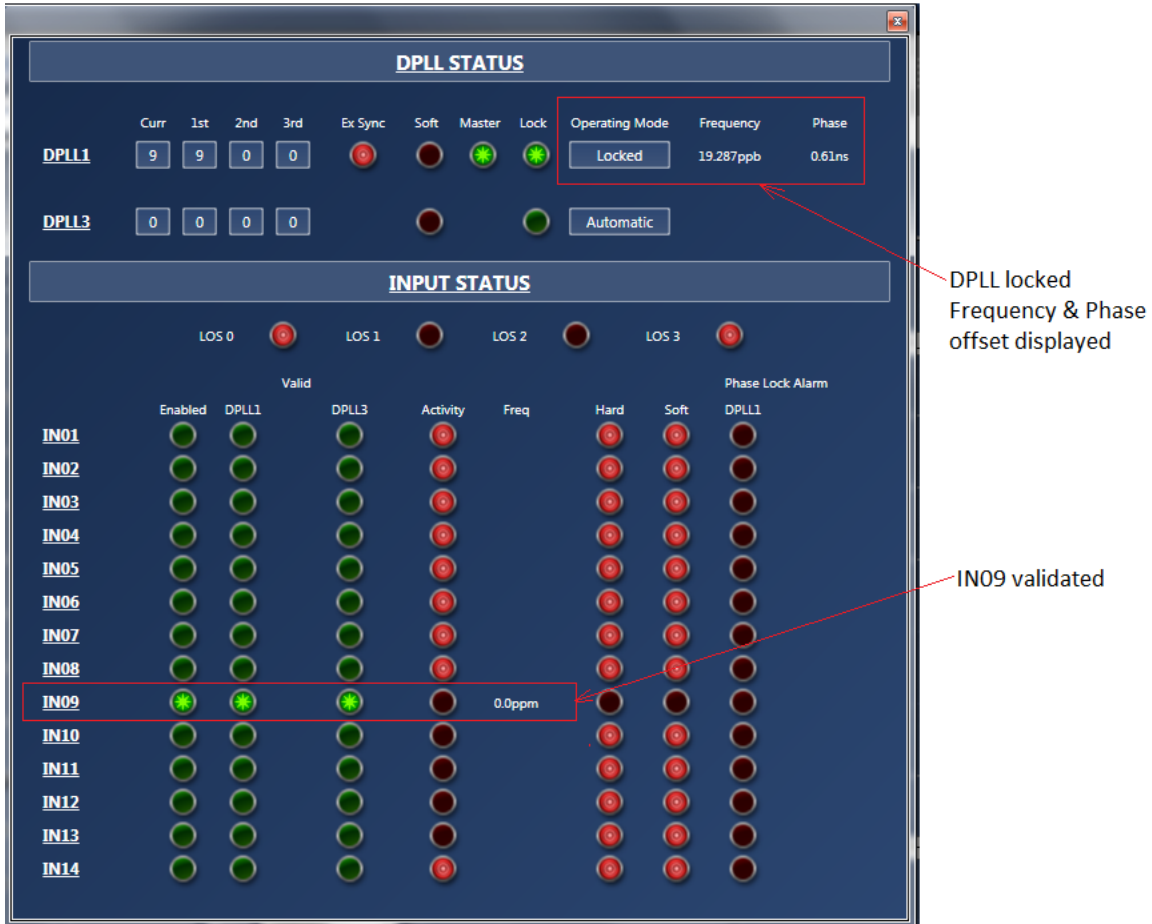 DPLL STATUS
Curr 1st 2nd 3rd Ex Sync Soft Master Lock Operating Mode Frequency Phase
DPLL1 9 9 0 0 Locked 19.287ppb 0.61ns
DPLL3 0 0 0 0 Automatic
DPLL locked
Frequency & Phase
offset displayed
INPUT STATUS
LOS 0 LOS 1 LOS 2 LOS 3
Valid Phase Lock Alarm
Enabled DPLL1 DPLL3 Activity Freq Hard Soft DPLL1
IN01
IN02
IN03
IN04
IN05
IN06
IN07
IN08
IN09 0.0ppm
IN09 validated
IN10
IN11
IN12
IN13
IN14